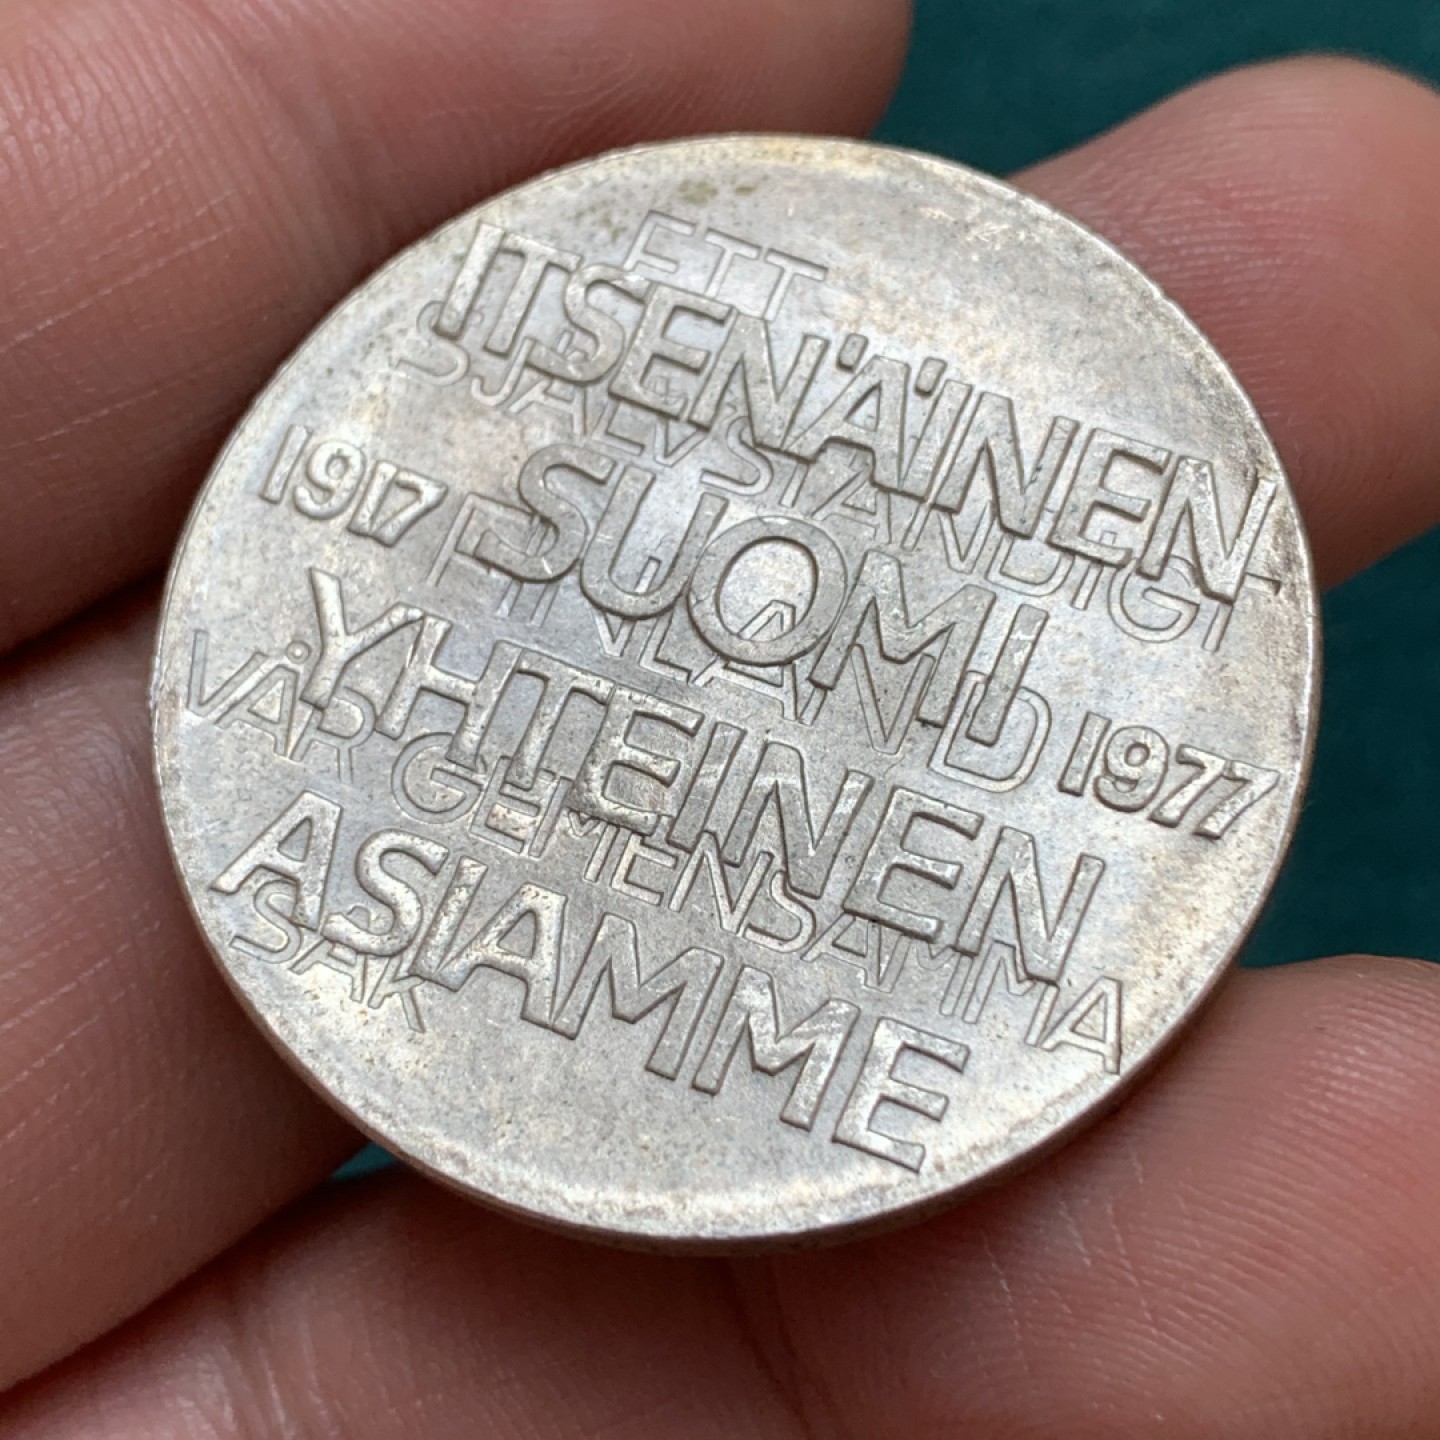 ETT
ITSENÄINEN
SJÄLVSTÄNDIGT
1917
SUOMI
FINLAND
1977
YHTEINEN
VÅR GEMENSAMMA
ASIAMME
SAK